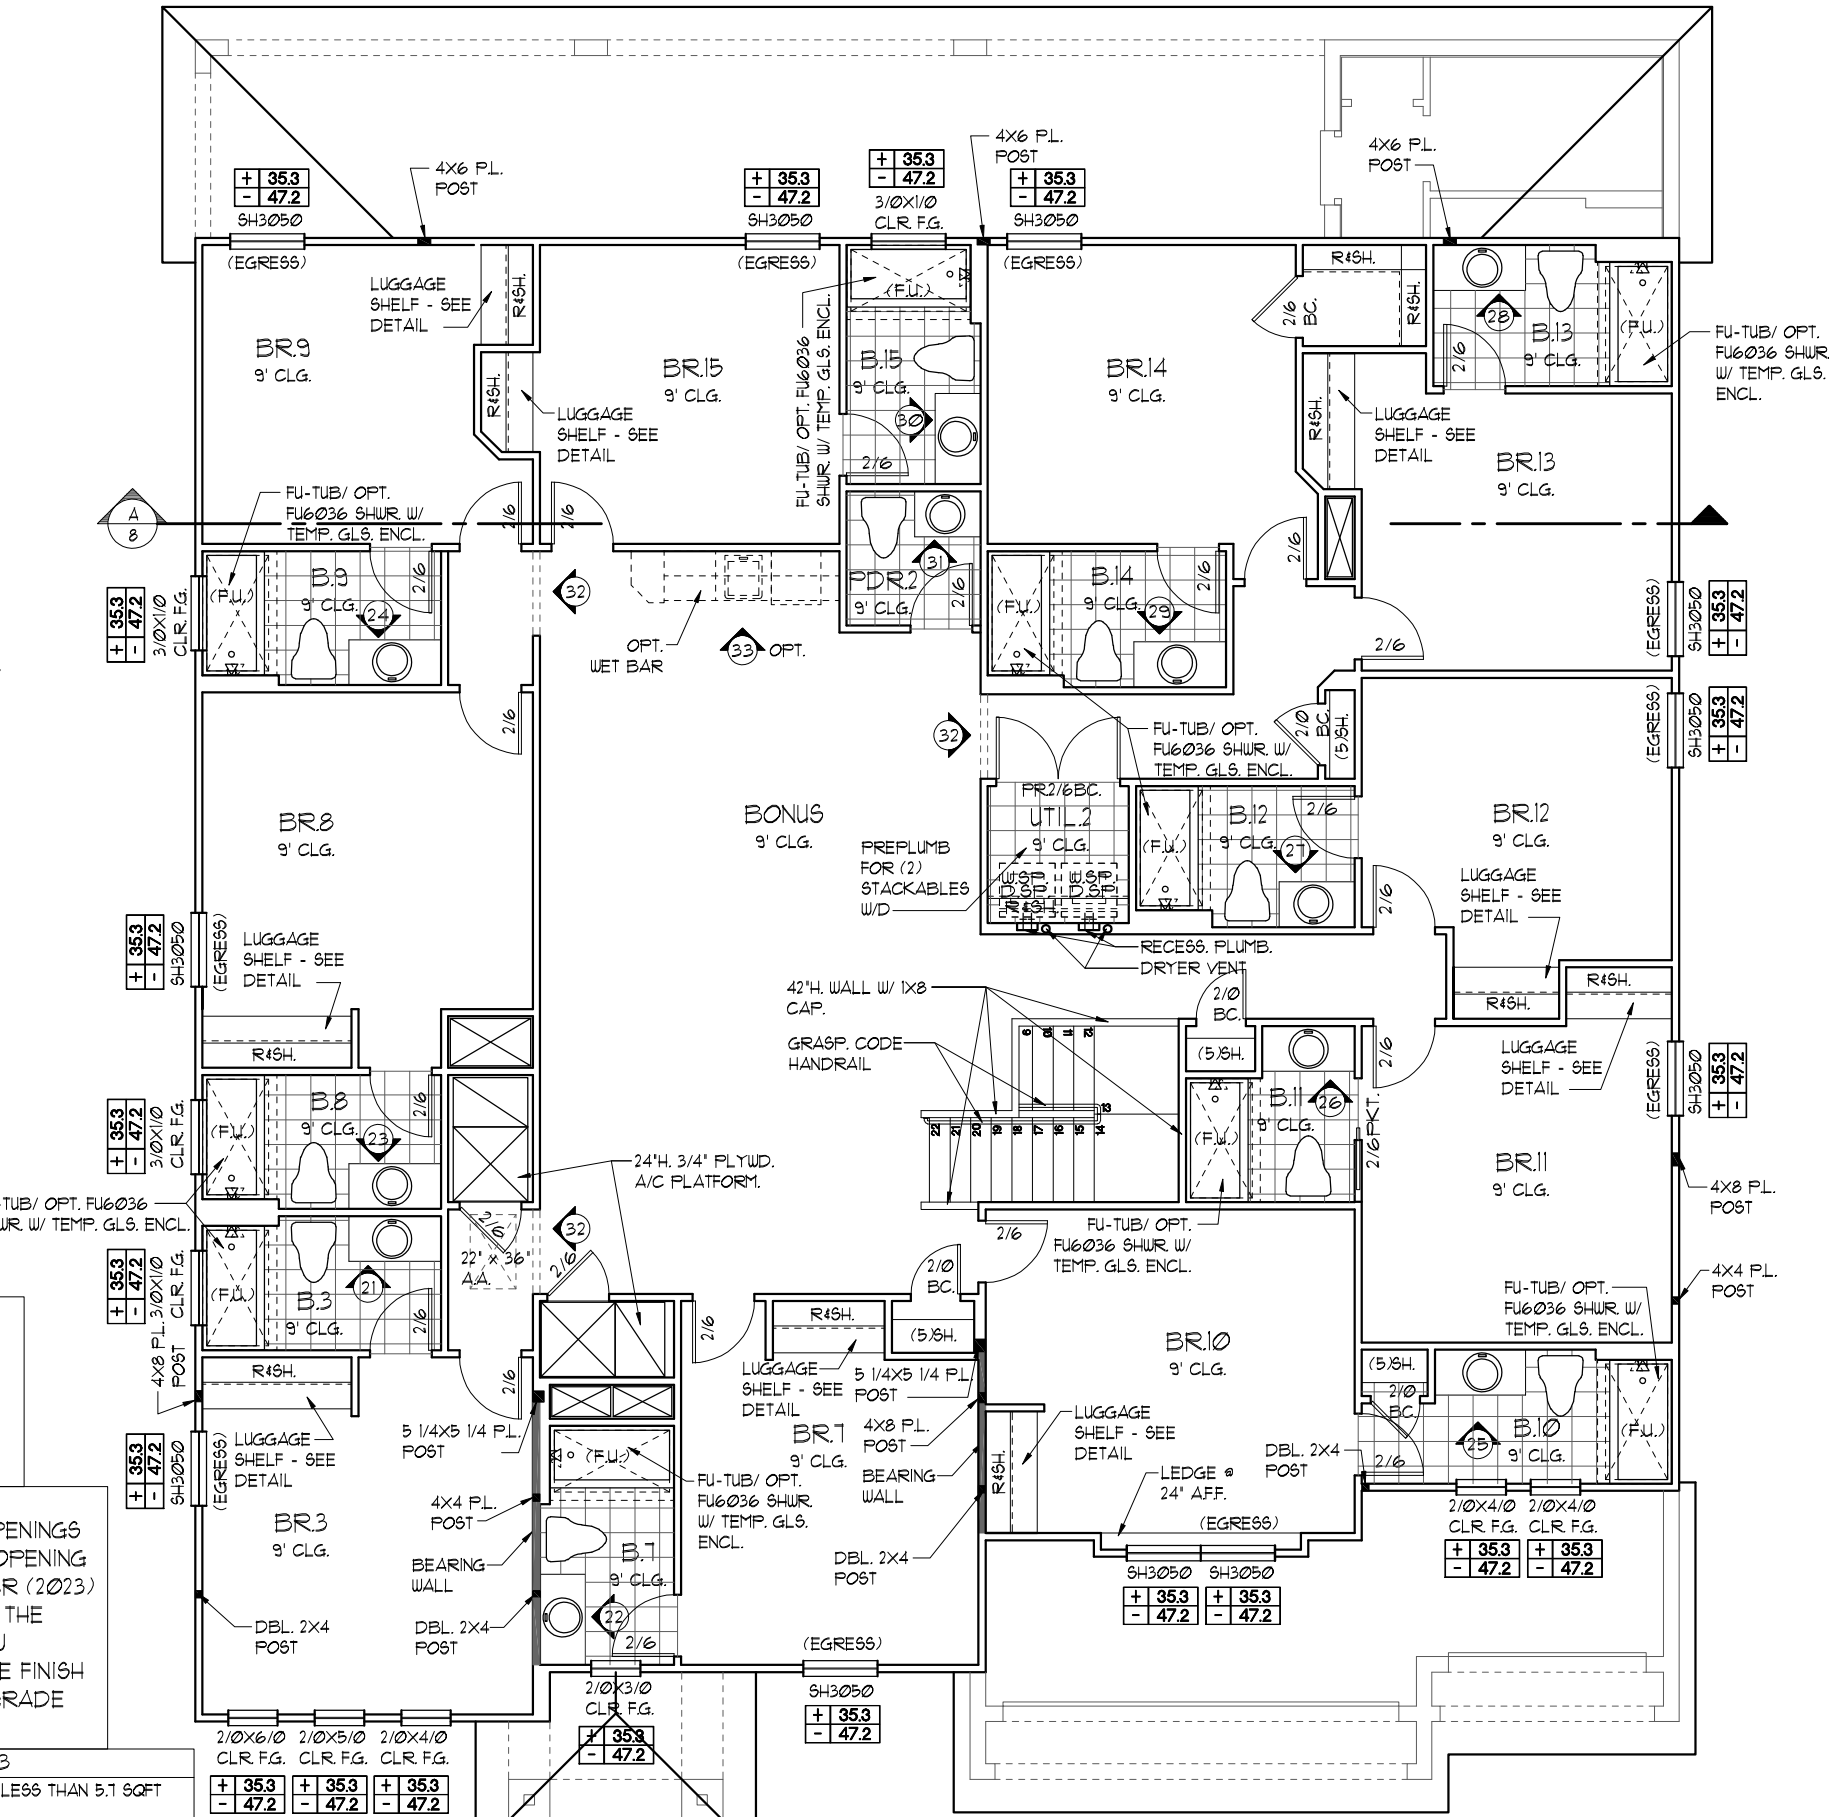 4X6 P.L.
POST
4X6 P.L.
POST
4X6 P.L.
POST
+ 35.3
- 47.2
SH3050
(EGRESS)
+ 35.3
- 47.2
SH3050
(EGRESS)
+ 35.3
- 47.2
3/0X1/0
CLR. F.G.
+ 35.3
- 47.2
SH3050
(EGRESS)
LUGGAGE
SHELF - SEE
DETAIL
R&SH.
BR.9
9' CLG.
R&SH.
LUGGAGE
SHELF - SEE
DETAIL
BR.15
9' CLG.
FU-TUB/ OPT. FU6036
SHWR. W/ TEMP. GLS. ENCL.
(F.U.)
B.15
9' CLG.
30
2/6
BR.14
9' CLG.
2/6
BC.
R&SH.
R&SH.
R&SH.
LUGGAGE
SHELF - SEE
DETAIL
28
B.13
9' CLG.
2/6
(F.U.)
FU-TUB/ OPT.
FU6036 SHWR.
W/ TEMP. GLS.
ENCL.
BR.13
9' CLG.
A
8
FU-TUB/ OPT.
FU6036 SHWR. W/
TEMP. GLS. ENCL.
2/6
2/6
+ 35.3
- 47.2
3/0X1/0
CLR. F.G.
(F.U.)
B.9
9' CLG.
24
2/6
32
OPT.
WET BAR
33
OPT.
PDR.2
9' CLG.
31
2/6
(F.U.)
B.14
9' CLG.
29
2/6
2/6
2/6
(EGRESS)
SH3050
+ 35.3
- 47.2
(EGRESS)
SH3050
+ 35.3
- 47.2
2/6
32
FU-TUB/ OPT.
FU6036 SHWR. W/
TEMP. GLS. ENCL.
2/0
BC.
(5)SH.
BR.8
9' CLG.
BONUS
9' CLG.
PR.2/6BC.
UTIL.2
9' CLG.
PREPLUMB
FOR (2)
STACKABLES
W/D
(F.U.)
B.12
9' CLG.
27
2/6
BR.12
9' CLG.
2/6
LUGGAGE
SHELF - SEE
DETAIL
R&SH.
R&SH.
+ 35.3
- 47.2
SH3050
(EGRESS)
LUGGAGE
SHELF - SEE
DETAIL
R&SH.
RECESS. PLUMB.
DRYER VENT
42"H. WALL W/ 1X8
CAP.
GRASP. CODE
HANDRAIL
9 10 11 12
13
22 21 20 19 18 17 16 15 14
2/0
BC.
(5)SH.
2/6
LUGGAGE
SHELF - SEE
DETAIL
(EGRESS)
SH3050
+ 35.3
- 47.2
+ 35.3
- 47.2
3/0X1/0
CLR. F.G.
(F.U.)
B.8
9' CLG.
23
2/6
(F.U.)
B.11
9' CLG.
26
2/6 PKT.
BR.11
9' CLG.
4X8 P.L.
POST
24"H. 3/4" PLYWD.
A/C PLATFORM.
-TUB/ OPT. FU6036
WR. W/ TEMP. GLS. ENCL.
2/6
22" X 36"
A.A.
32
2/6
FU-TUB/ OPT.
FU6036 SHWR. W/
TEMP. GLS. ENCL.
2/6
+ 35.3
- 47.2
3/0X1/0
CLR. F.G.
(F.U.)
B.3
9' CLG.
21
2/6
4X8 P.L.
POST
2/0
BC.
(5)SH.
4X4 P.L.
POST
FU-TUB/ OPT.
FU6036 SHWR. W/
TEMP. GLS. ENCL.
R&SH.
2/6
2/6
R&SH.
LUGGAGE
SHELF - SEE
DETAIL
5 1/4X5 1/4 P.L.
POST
BR.10
9' CLG.
(5)SH.
2/0
BC.
LUGGAGE
SHELF - SEE
DETAIL
+ 35.3
- 47.2
SH3050
(EGRESS)
5 1/4X5 1/4 P.L.
POST
(F.U.)
BR.7
9' CLG.
4X8 P.L.
POST
BEARING
WALL
R&SH.
LUGGAGE
SHELF - SEE
DETAIL
LEDGE @
24" A.F.F.
(EGRESS)
DBL. 2X4
POST
2/6
25
B.10
9' CLG.
(F.U.)
FU-TUB/ OPT.
FU6036 SHWR.
W/ TEMP. GLS.
ENCL.
4X4 P.L.
POST
BR.3
9' CLG.
BEARING
WALL
B.7
9' CLG.
22
2/6
DBL. 2X4
POST
DBL. 2X4
POST
DBL. 2X4
POST
SH3050 SH3050
+ 35.3 + 35.3
- 47.2 - 47.2
2/0X4/0 2/0X4/0
CLR. F.G. CLR. F.G.
+ 35.3 + 35.3
- 47.2 - 47.2
(EGRESS)
SH3050
+ 35.3
- 47.2
2/0X3/0
CLR. F.G.
+ 35.3
- 47.2
2/0X6/0 2/0X5/0 2/0X4/0
CLR. F.G. CLR. F.G. CLR. F.G.
+ 35.3 + 35.3 + 35.3
- 47.2 - 47.2 - 47.2
PENINGS
OPENING
R (2023)
THE
E FINISH
RADE
3
LESS THAN 5.7 SQFT